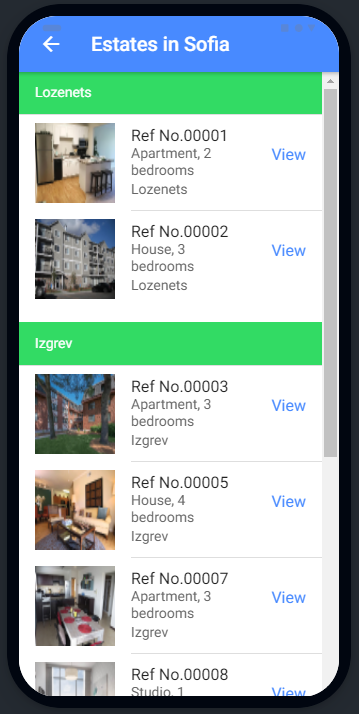 Estates in Sofia
Lozenets
Ref No.00001
Apartment, 2
bedrooms
Lozenets
View
Ref No.00002
House, 3
bedrooms
Lozenets
View
Izgrev
Ref No.00003
Apartment, 3
bedrooms
Izgrev
View
Ref No.00005
House, 4
bedrooms
Izgrev
View
Ref No.00007
Apartment, 3
bedrooms
Izgrev
View
Ref No.00008
Studio, 1
View